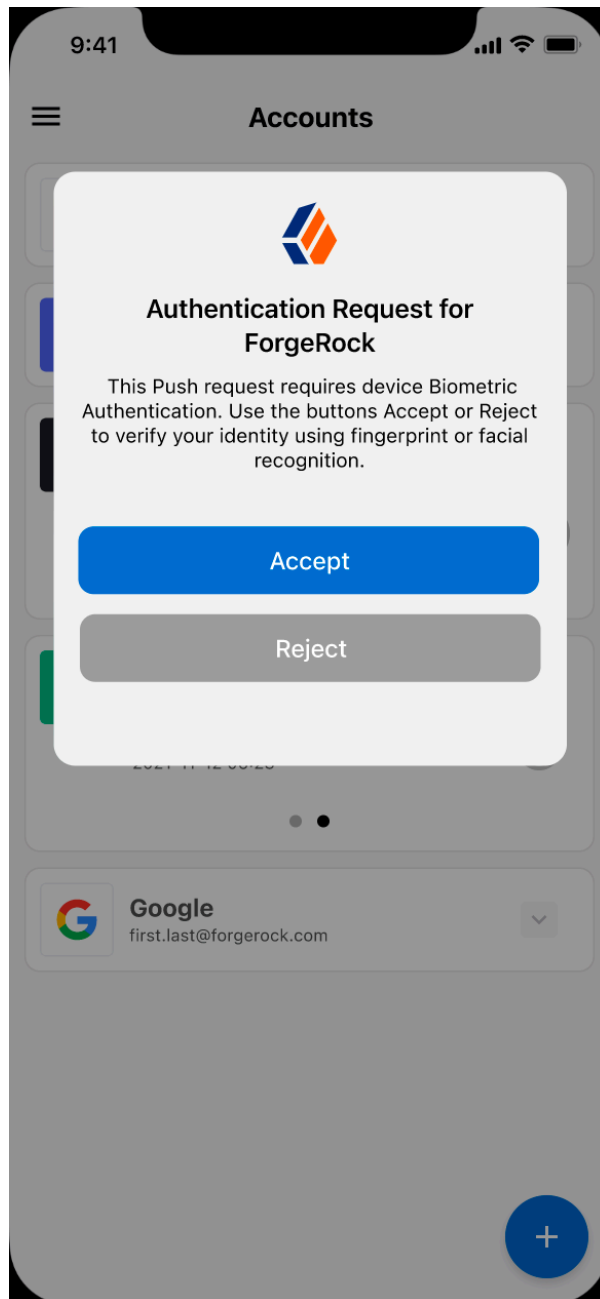 9:41
Accounts
Authentication Request for
ForgeRock
This Push request requires device Biometric
Authentication. Use the buttons Accept or Reject
to verify your identity using fingerprint or facial
recognition.
Accept
Reject
Google
first.last@forgerock.com